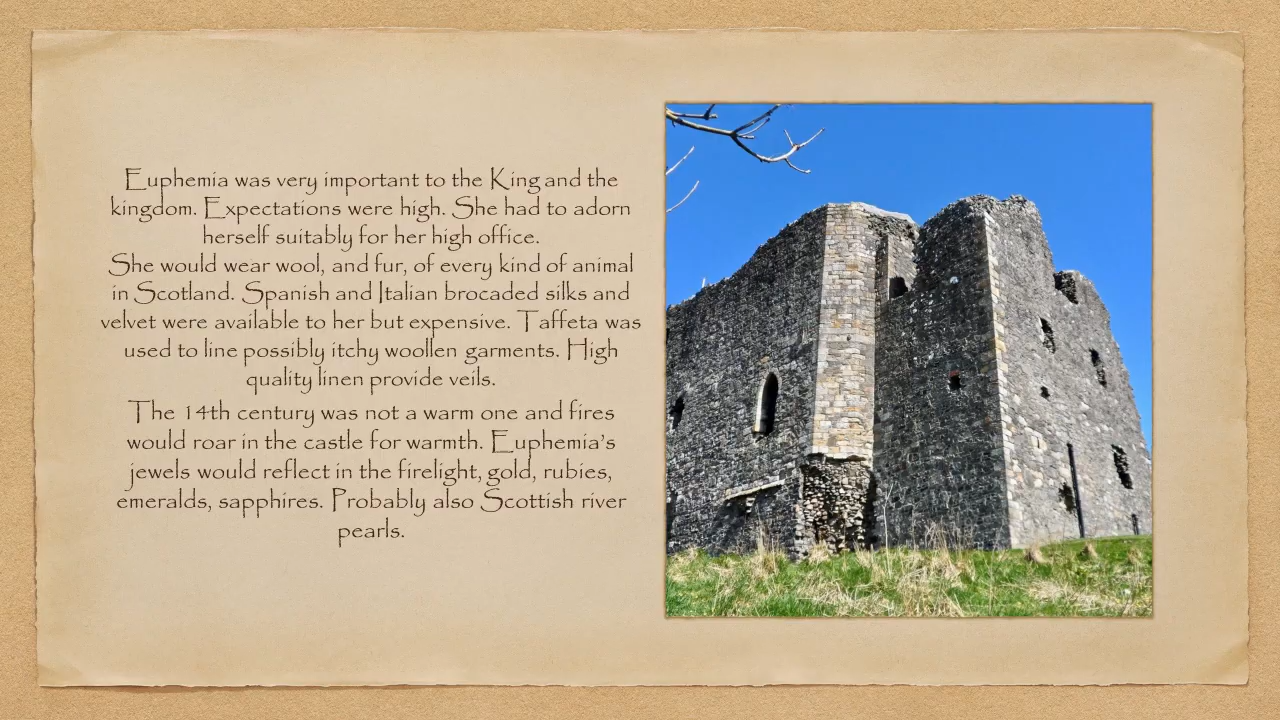 Euphemia was very important to the King and the
kingdom. Expectations were high. She had to adorn
herself suitably for her high office.
She would wear wool, and fur, of every kind of animal
in Scotland. Spanish and Italian brocaded silks and
velvet were available to her but expensive. Taffeta was
used to line possibly itchy woollen garments. High
quality linen provide veils.
The 14th century was not a warm one and fires
would roar in the castle for warmth. Euphemia's
jewels would reflect in the firelight, gold, rubies,
emeralds, sapphires. Probably also Scottish river
pearls.